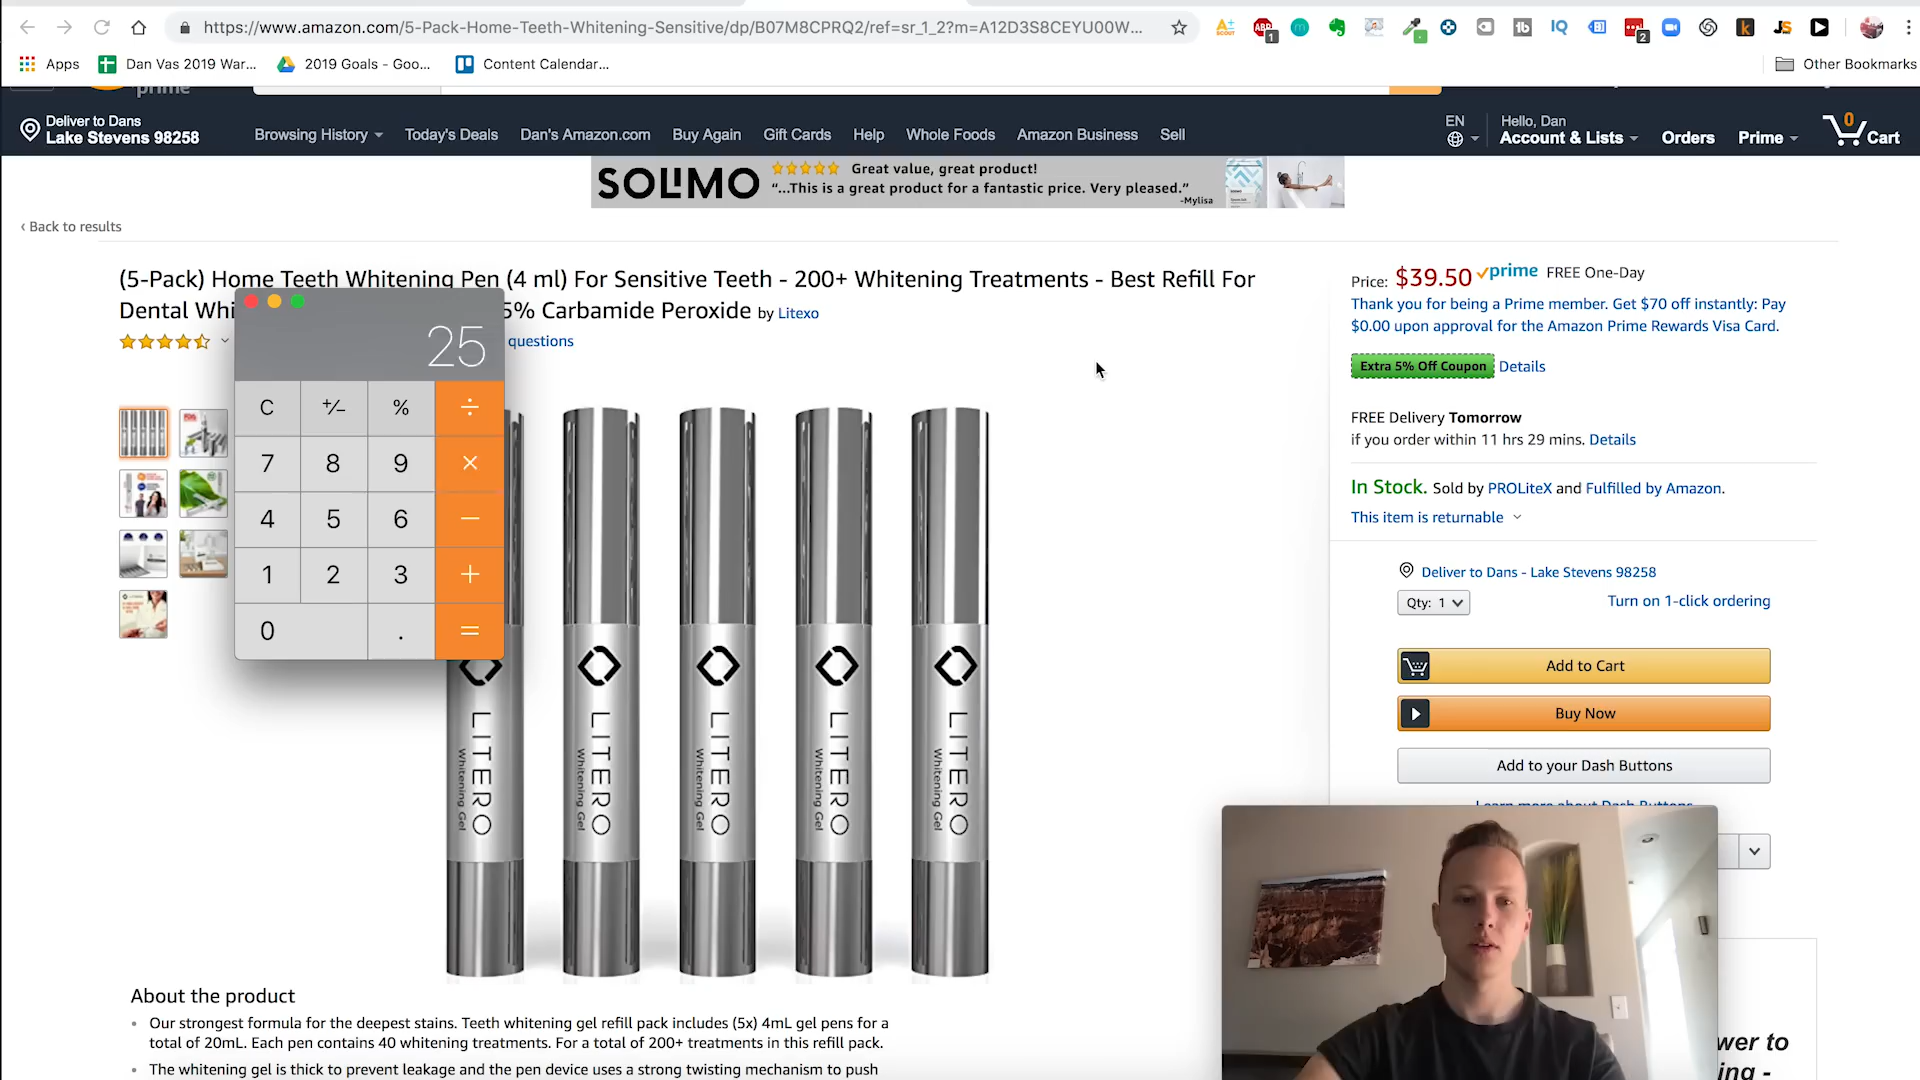 https://www.amazon.com/5-Pack-Home-Teeth-Whitening-Sensitive/dp/B07M8CPRQ2/ref=sr_1_2?m=A12D3S8CEYU00W...
Apps
Dan Vas 2019 War...
2019 Goals - Goo...
Content Calendar...
Other Bookmarks
prime
Deliver to Dans
Lake Stevens 98258
Browsing History
Today's Deals
Dan's Amazon.com
Buy Again
Gift Cards
Help
Whole Foods
Amazon Business
Sell
EN
Hello, Dan
Account & Lists
Orders
Prime
0
Cart
SOLIMO
Great value, great product!
"...This is a great product for a fantastic price. Very pleased."
-Mylisa
‹ Back to results
(5-Pack) Home Teeth Whitening Pen (4 ml) For Sensitive Teeth - 200+ Whitening Treatments - Best Refill For
Dental Whi 5% Carbamide Peroxide by Litexo
questions
25
C +/- % ÷
7 8 9 ×
4 5 6 −
1 2 3 +
0 . =
LITERO
Whitening Gel
LITERO
Whitening Gel
LITERO
Whitening Gel
LITERO
Whitening Gel
LITERO
Whitening Gel
Price: $39.50 prime FREE One-Day
Thank you for being a Prime member. Get $70 off instantly: Pay
$0.00 upon approval for the Amazon Prime Rewards Visa Card.
Extra 5% Off Coupon Details
FREE Delivery Tomorrow
if you order within 11 hrs 29 mins. Details
In Stock. Sold by PROLiteX and Fulfilled by Amazon.
This item is returnable
Deliver to Dans - Lake Stevens 98258
Qty: 1
Turn on 1-click ordering
Add to Cart
Buy Now
Add to your Dash Buttons
Learn more about Dash Buttons
About the product
• Our strongest formula for the deepest stains. Teeth whitening gel refill pack includes (5x) 4mL gel pens for a
total of 20mL. Each pen contains 40 whitening treatments. For a total of 200+ treatments in this refill pack.
• The whitening gel is thick to prevent leakage and the pen device uses a strong twisting mechanism to push
wer to
ing -